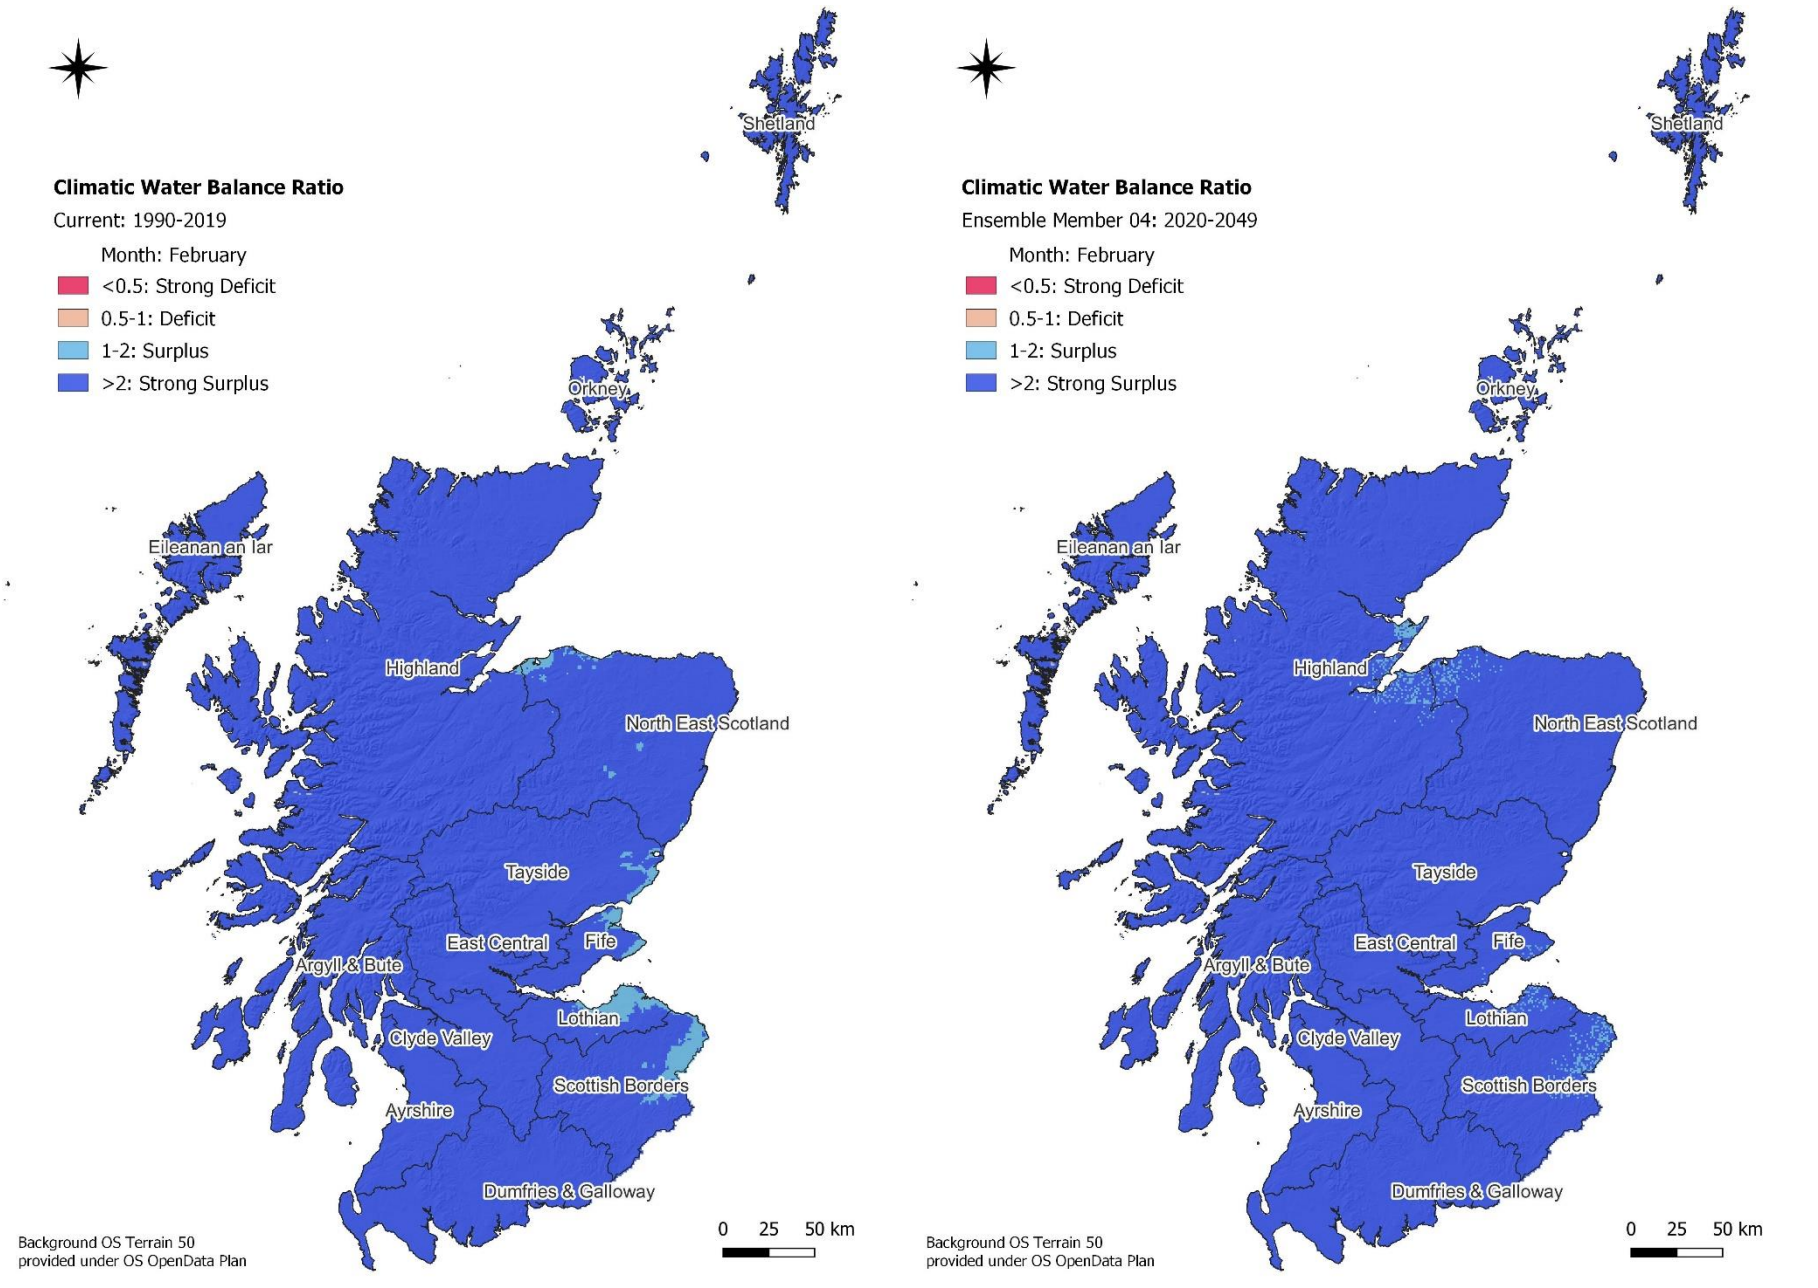 Shetland
Climatic Water Balance Ratio
Current: 1990-2019
Month: February
<0.5: Strong Deficit
0.5-1: Deficit
1-2: Surplus
>2: Strong Surplus
Orkney
Eileanan an Iar
Highland
North East Scotland
Tayside
East Central
Fife
Argyll & Bute
Lothian
Clyde Valley
Scottish Borders
Ayrshire
Dumfries & Galloway
0 25 50 km
Background OS Terrain 50
provided under OS OpenData Plan
Shetland
Climatic Water Balance Ratio
Ensemble Member 04: 2020-2049
Month: February
<0.5: Strong Deficit
0.5-1: Deficit
1-2: Surplus
>2: Strong Surplus
Orkney
Eileanan an Iar
Highland
North East Scotland
Tayside
East Central
Fife
Argyll & Bute
Lothian
Clyde Valley
Scottish Borders
Ayrshire
Dumfries & Galloway
0 25 50 km
Background OS Terrain 50
provided under OS OpenData Plan